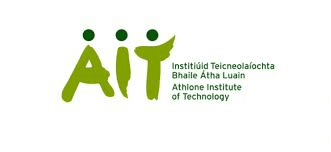 AIT
Institiúid Teicneolaíochta
Bhaile Átha Luain
Athlone Institute
of Technology